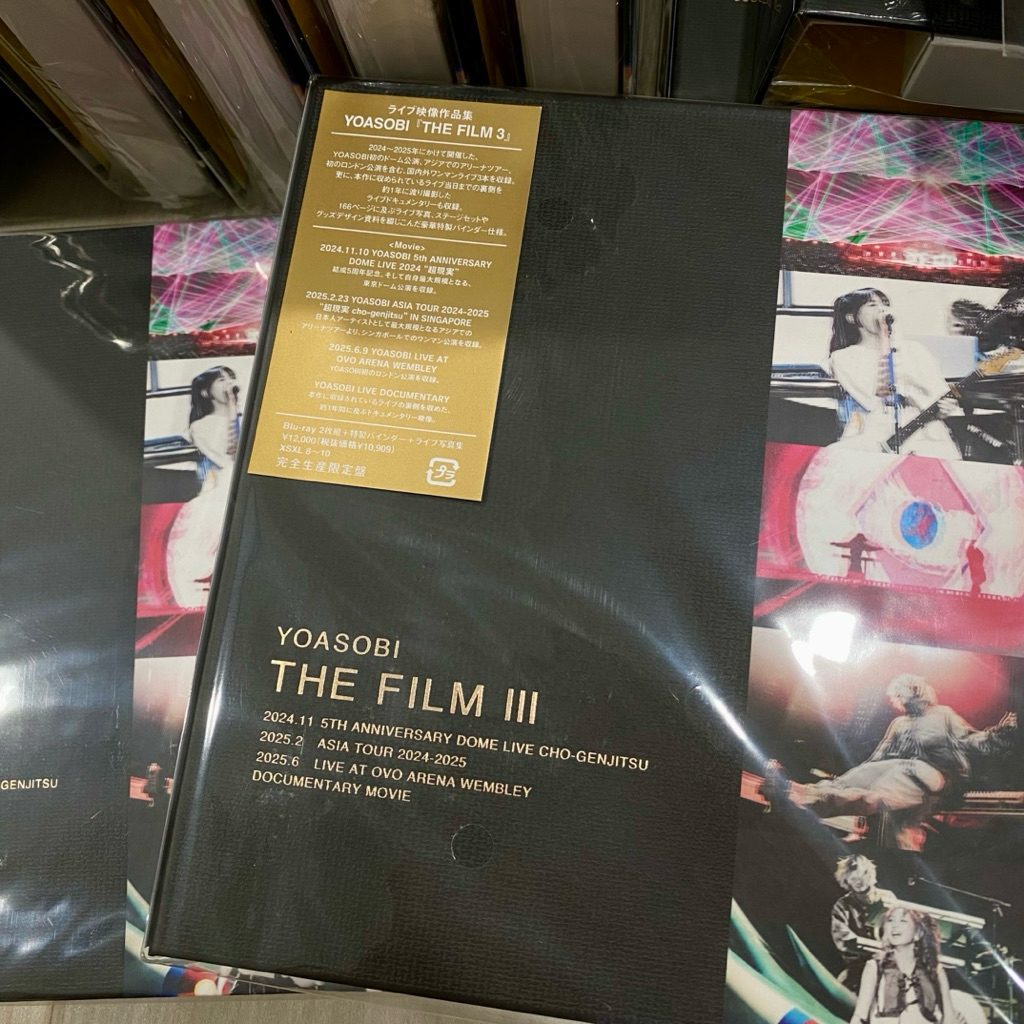 ライブ映像作品集
YOASOBI『THE FILM 3』
2024〜2025年にかけて開催した、
YOASOBI初のドーム公演、アジアでのアリーナツアー、
初のロンドン公演を含む、国内外ワンマンライブ3本を収録。
更に、本作に収められているライブ当日までの裏側を
約1年に渡り撮影した
ライブドキュメンタリーも収録。
166ページに及ぶライブ写真、ステージセットや
グッズデザイン資料を綴じこんだ豪華特製バインダー仕様。
<Movie>
2024.11.10 YOASOBI 5th ANNIVERSARY
DOME LIVE 2024 “超現実”
結成5周年記念、そして自身最大規模となる、
東京ドーム公演を収録。
2025.2.23 YOASOBI ASIA TOUR 2024-2025
“超現実 cho-genjitsu” IN SINGAPORE
日本人アーティストとして最大規模となるアジアでの
アリーナツアーより、シンガポールでのワンマン公演を収録。
2025.6.9 YOASOBI LIVE AT
OVO ARENA WEMBLEY
YOASOBI初のロンドン公演を収録。
YOASOBI LIVE DOCUMENTARY
本作に収録されているライブの裏側を収めた、
約1年間に及ぶドキュメンタリー映像。
Blu-ray 2枚組+特製バインダー+ライブ写真集
¥12,000(税抜価格¥10,909)
XSXL 8〜10
完全生産限定盤
プラ
YOASOBI
THE FILM III
2024.11 5TH ANNIVERSARY DOME LIVE CHO-GENJITSU
2025.2 ASIA TOUR 2024-2025
2025.6 LIVE AT OVO ARENA WEMBLEY
DOCUMENTARY MOVIE
-GENJITSU